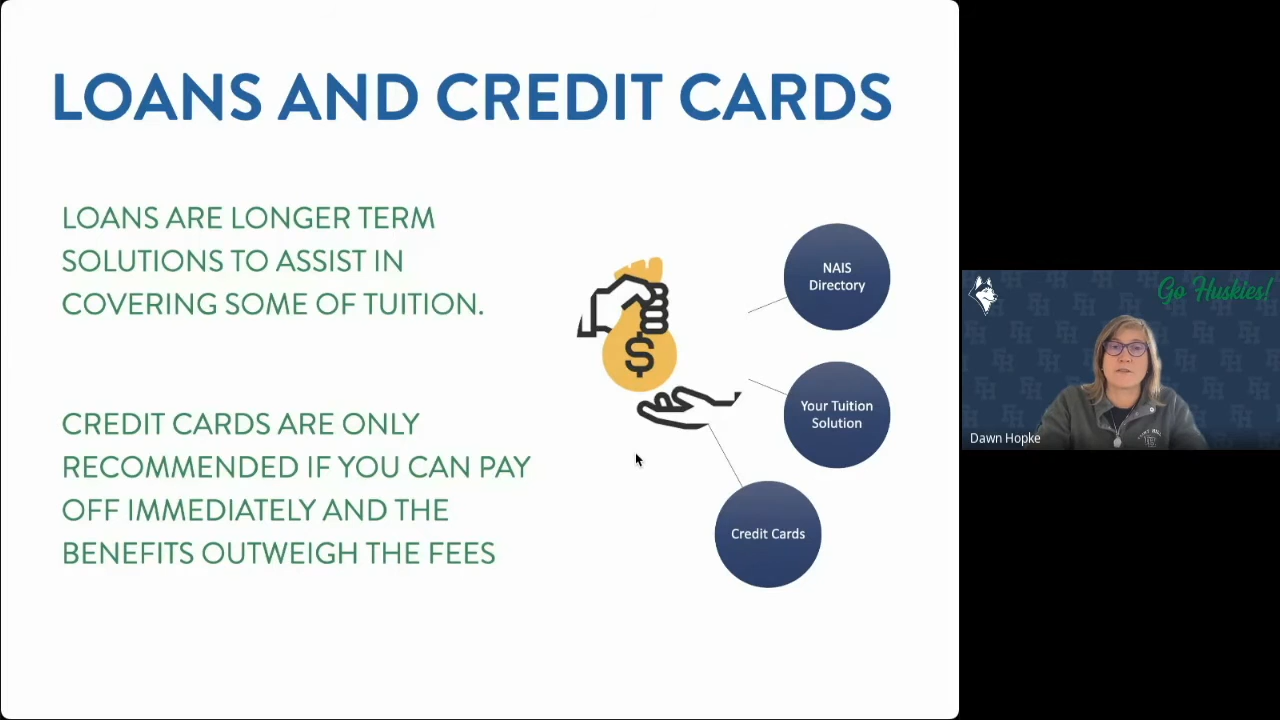 LOANS AND CREDIT CARDS
LOANS ARE LONGER TERM
SOLUTIONS TO ASSIST IN
COVERING SOME OF TUITION.
CREDIT CARDS ARE ONLY
RECOMMENDED IF YOU CAN PAY
OFF IMMEDIATELY AND THE
BENEFITS OUTWEIGH THE FEES
$
NAIS
Directory
Your Tuition
Solution
Credit Cards
Go Huskies!
Dawn Hopke